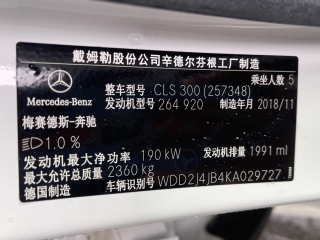 戴姆勒股份公司辛德尔芬根工厂制造
乘坐人数 5
整车型号 CLS 300 (257348)
Mercedes-Benz
发动机型号 264 920 制造年月 2018/11
梅赛德斯-奔驰
1.0 %
发动机最大净功率 190 kW 发动机排量 1991 ml
最大允许总质量 2360 kg
德国制造 车辆识别号 WDD2J4JB4KA029727